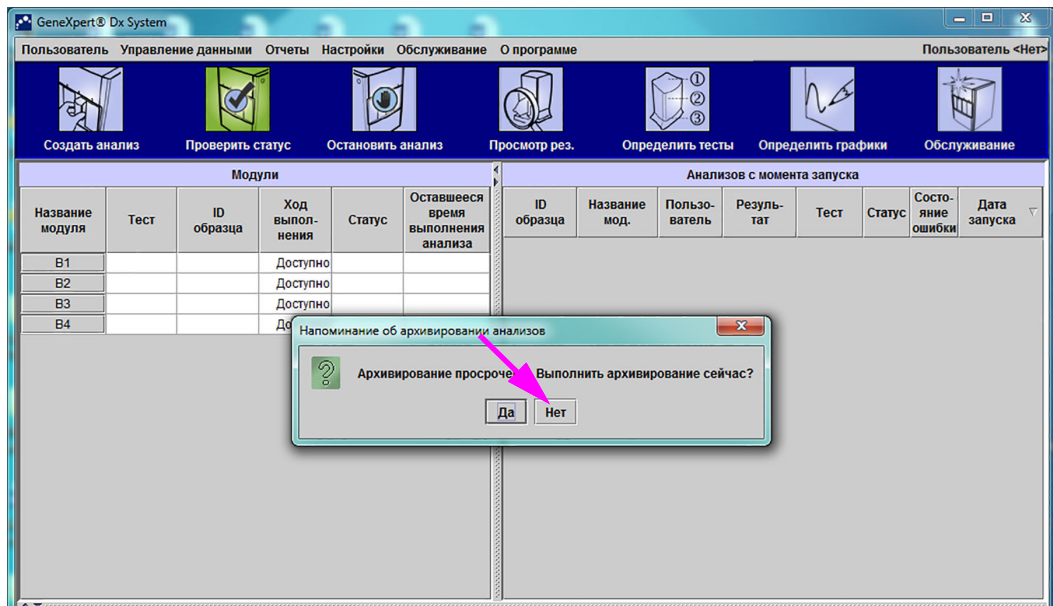 GeneXpert® Dx System
Пользователь Управление данными Отчеты Настройки Обслуживание О программе Пользователь <Нет>
Создать анализ Проверить статус Остановить анализ Просмотр рез. Определить тесты Определить графики Обслуживание
1
2
3
Модули
Название модуля
Тест
ID образца
Ход выпол-
нения
Статус
Оставшееся
время
выполнения
анализа
B1 Доступно
B2 Доступно
B3 Доступно
B4
Анализов с момента запуска
ID образца
Название мод.
Пользо-
ватель
Резуль-
тат
Тест
Статус
Состо-
яние
ошибки
Дата
запуска
Напоминание об архивировании анализов
Архивирование Выполнить архивирование сейчас?
Да Нет